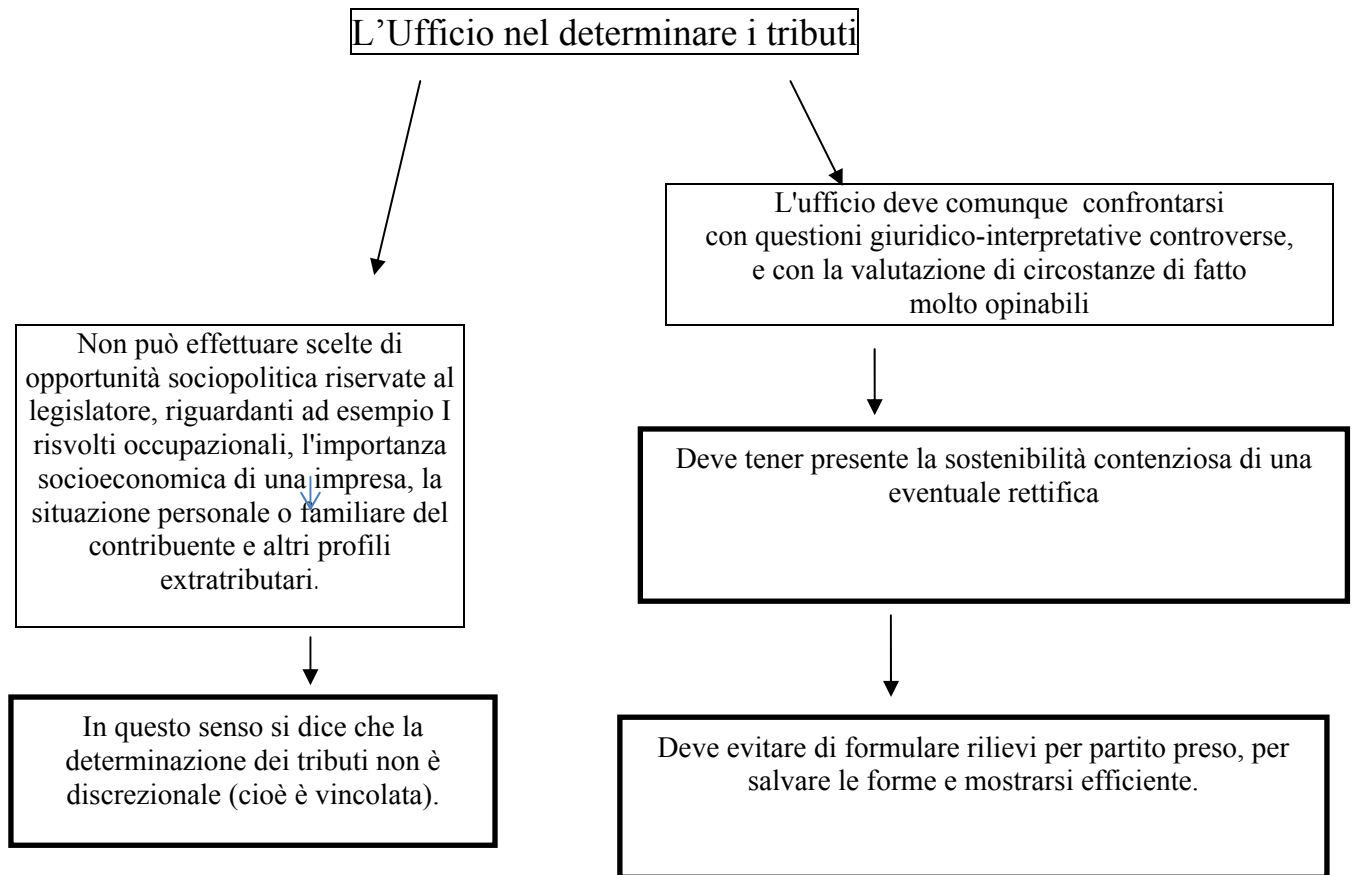 L’Ufficio nel determinare i tributi
L'ufficio deve comunque confrontarsi
con questioni giuridico-interpretative controverse,
e con la valutazione di circostanze di fatto
molto opinabili
Non può effettuare scelte di
opportunità sociopolitica riservate al
legislatore, riguardanti ad esempio I
risvolti occupazionali, l'importanza
socioeconomica di una impresa, la
situazione personale o familiare del
contribuente e altri profili
extratributari.
Deve tener presente la sostenibilità contenziosa di una
eventuale rettifica
In questo senso si dice che la
determinazione dei tributi non è
discrezionale (cioè è vincolata).
Deve evitare di formulare rilievi per partito preso, per
salvare le forme e mostrarsi efficiente.